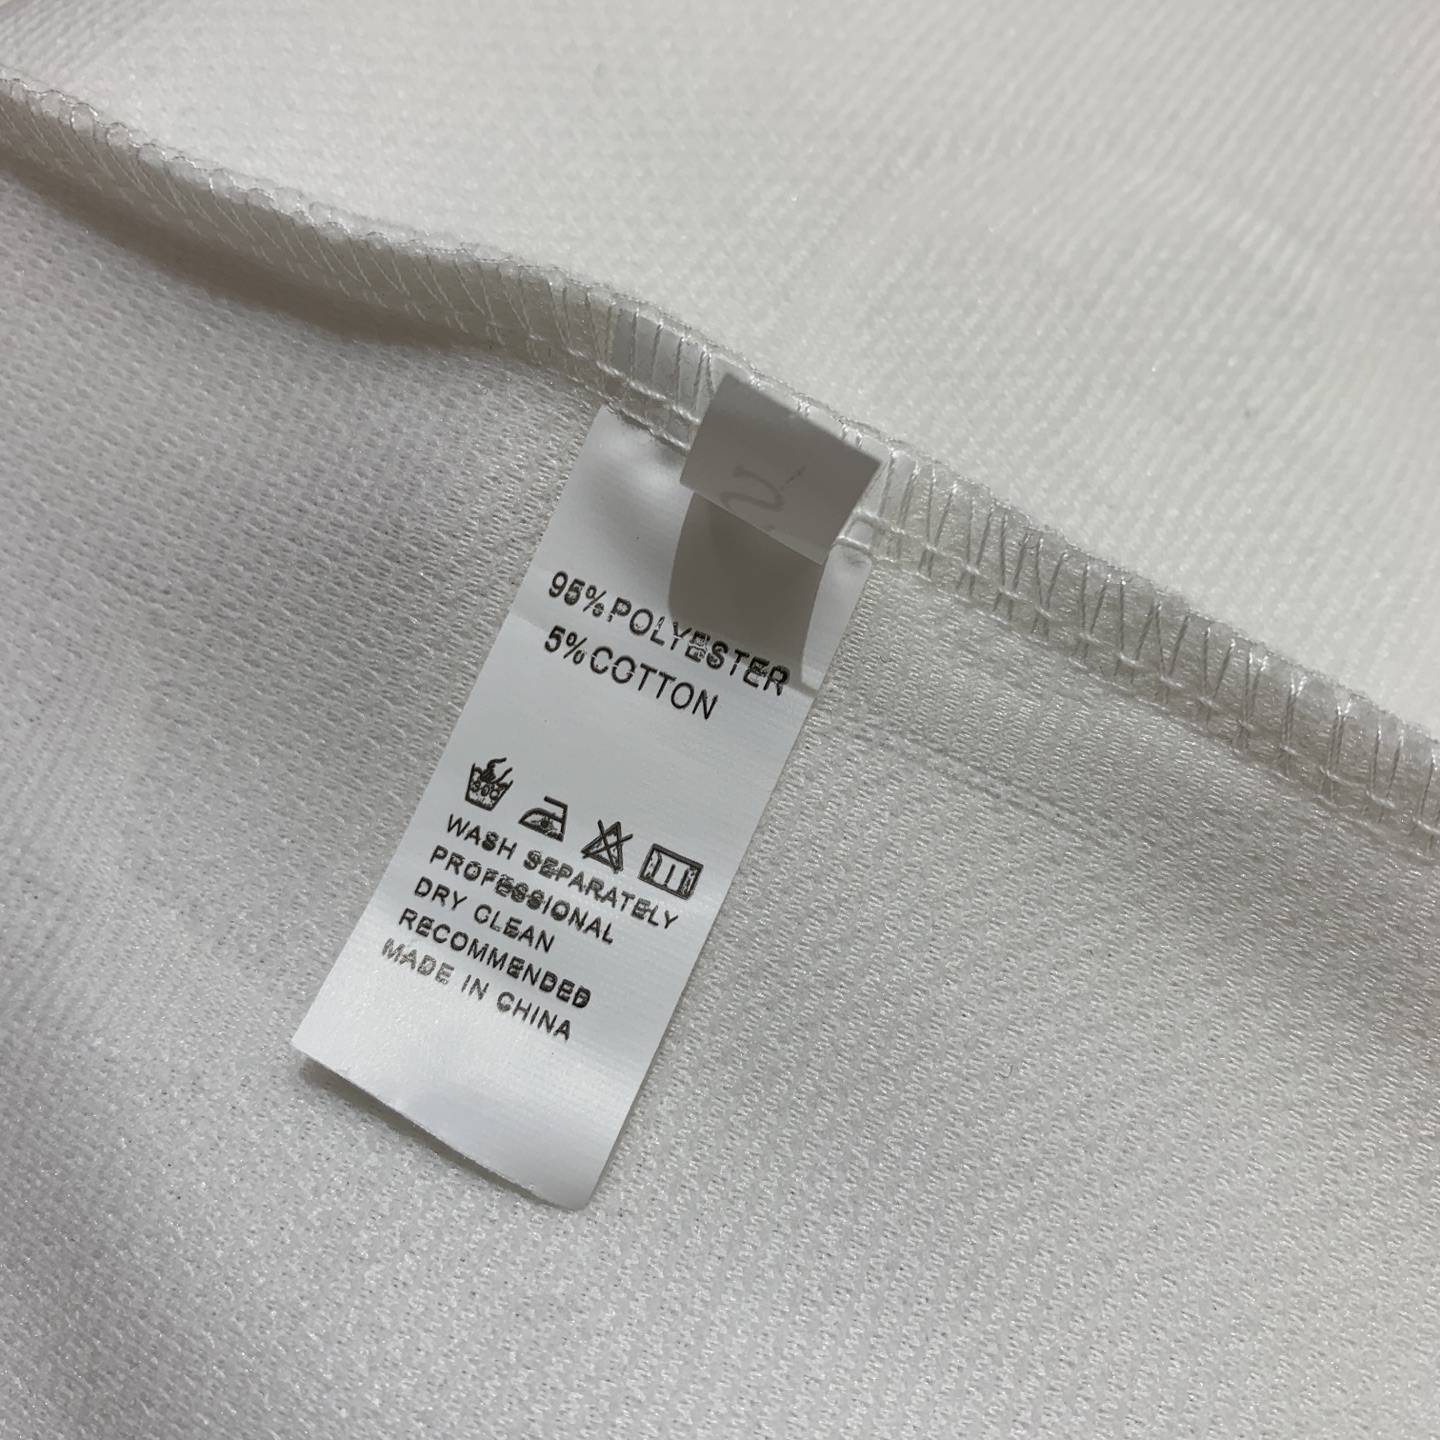 95%POLYESTER
5%COTTON
WASH SEPARATELY
PROFESSIONAL
DRY CLEAN
RECOMMENDED
MADE IN CHINA